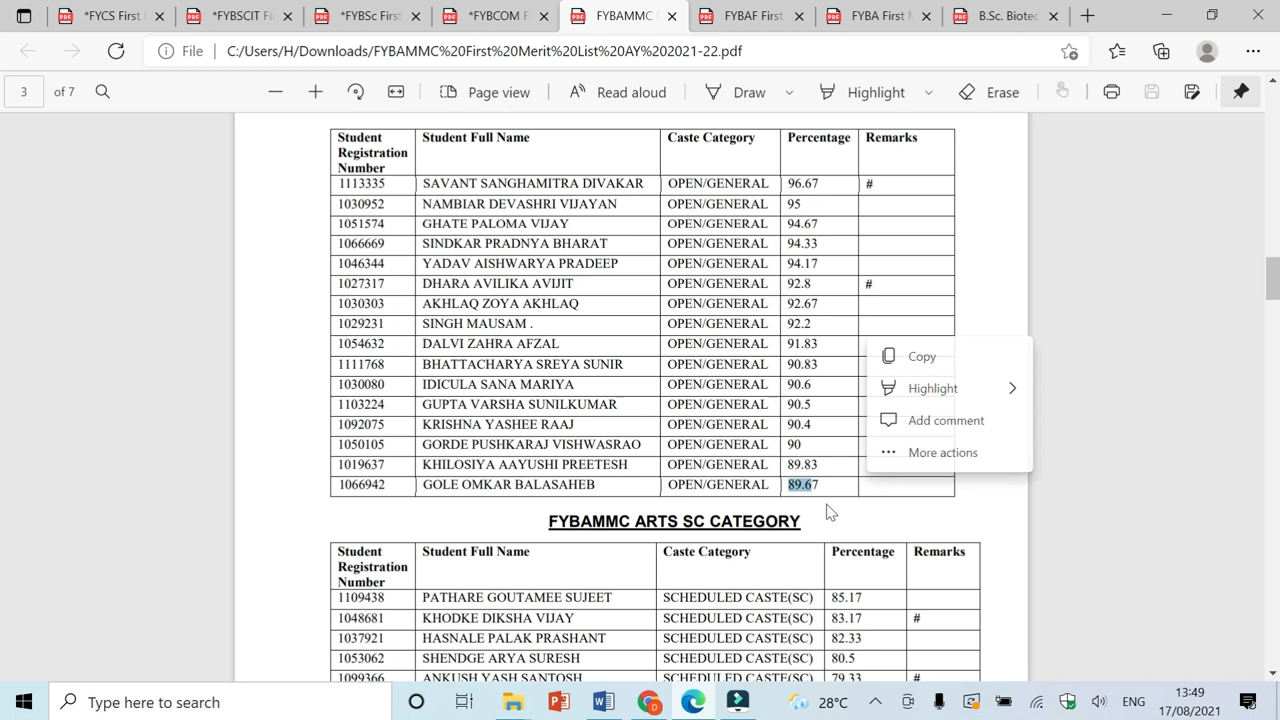 *FYCS First
*FYBSCIT Fi
*FYBSc First
*FYBCOM F
FYBAMMC
FYBAF First
FYBA First M
B.Sc. Biotec
File C:/Users/H/Downloads/FYBAMMC%20First%20Merit%20List%20AY%202021-22.pdf
3 of 7 Page view Read aloud Draw Highlight Erase
Student Registration Number Student Full Name Caste Category Percentage Remarks
1113335 SAVANT SANGHAMITRA DIVAKAR OPEN/GENERAL 96.67 #
1030952 NAMBIAR DEVASHRI VIJAYAN OPEN/GENERAL 95
1051574 GHATE PALOMA VIJAY OPEN/GENERAL 94.67
1066669 SINDKAR PRADNYA BHARAT OPEN/GENERAL 94.33
1046344 YADAV AISHWARYA PRADEEP OPEN/GENERAL 94.17
1027317 DHARA AVILIKA AVIJIT OPEN/GENERAL 92.8 #
1030303 AKHLAQ ZOYA AKHLAQ OPEN/GENERAL 92.67
1029231 SINGH MAUSAM . OPEN/GENERAL 92.2
1054632 DALVI ZAHRA AFZAL OPEN/GENERAL 91.83
1111768 BHATTACHARYA SREYA SUNIR OPEN/GENERAL 90.83
1030080 IDICULA SANA MARIYA OPEN/GENERAL 90.6
1103224 GUPTA VARSHA SUNILKUMAR OPEN/GENERAL 90.5
1092075 KRISHNA YASHEE RAAJ OPEN/GENERAL 90.4
1050105 GORDE PUSHKARAJ VISHWASRAO OPEN/GENERAL 90
1019637 KHILOSIYA AAYUSHI PREETESH OPEN/GENERAL 89.83
1066942 GOLE OMKAR BALASAHEB OPEN/GENERAL 89.67
Copy
Highlight
Add comment
More actions
FYBAMMC ARTS SC CATEGORY
Student Registration Number Student Full Name Caste Category Percentage Remarks
1109438 PATHARE GOUTAMEE SUJEET SCHEDULED CASTE(SC) 85.17
1048681 KHODKE DIKSHA VIJAY SCHEDULED CASTE(SC) 83.17 #
1037921 HASNALE PALAK PRASHANT SCHEDULED CASTE(SC) 82.33
1053062 SHENDGE ARYA SURESH SCHEDULED CASTE(SC) 80.5
1099366 ANKUSH YASH SANTOSH SCHEDULED CASTE(SC) 79.33 #
Type here to search
28°C
ENG
13:49
17/08/2021